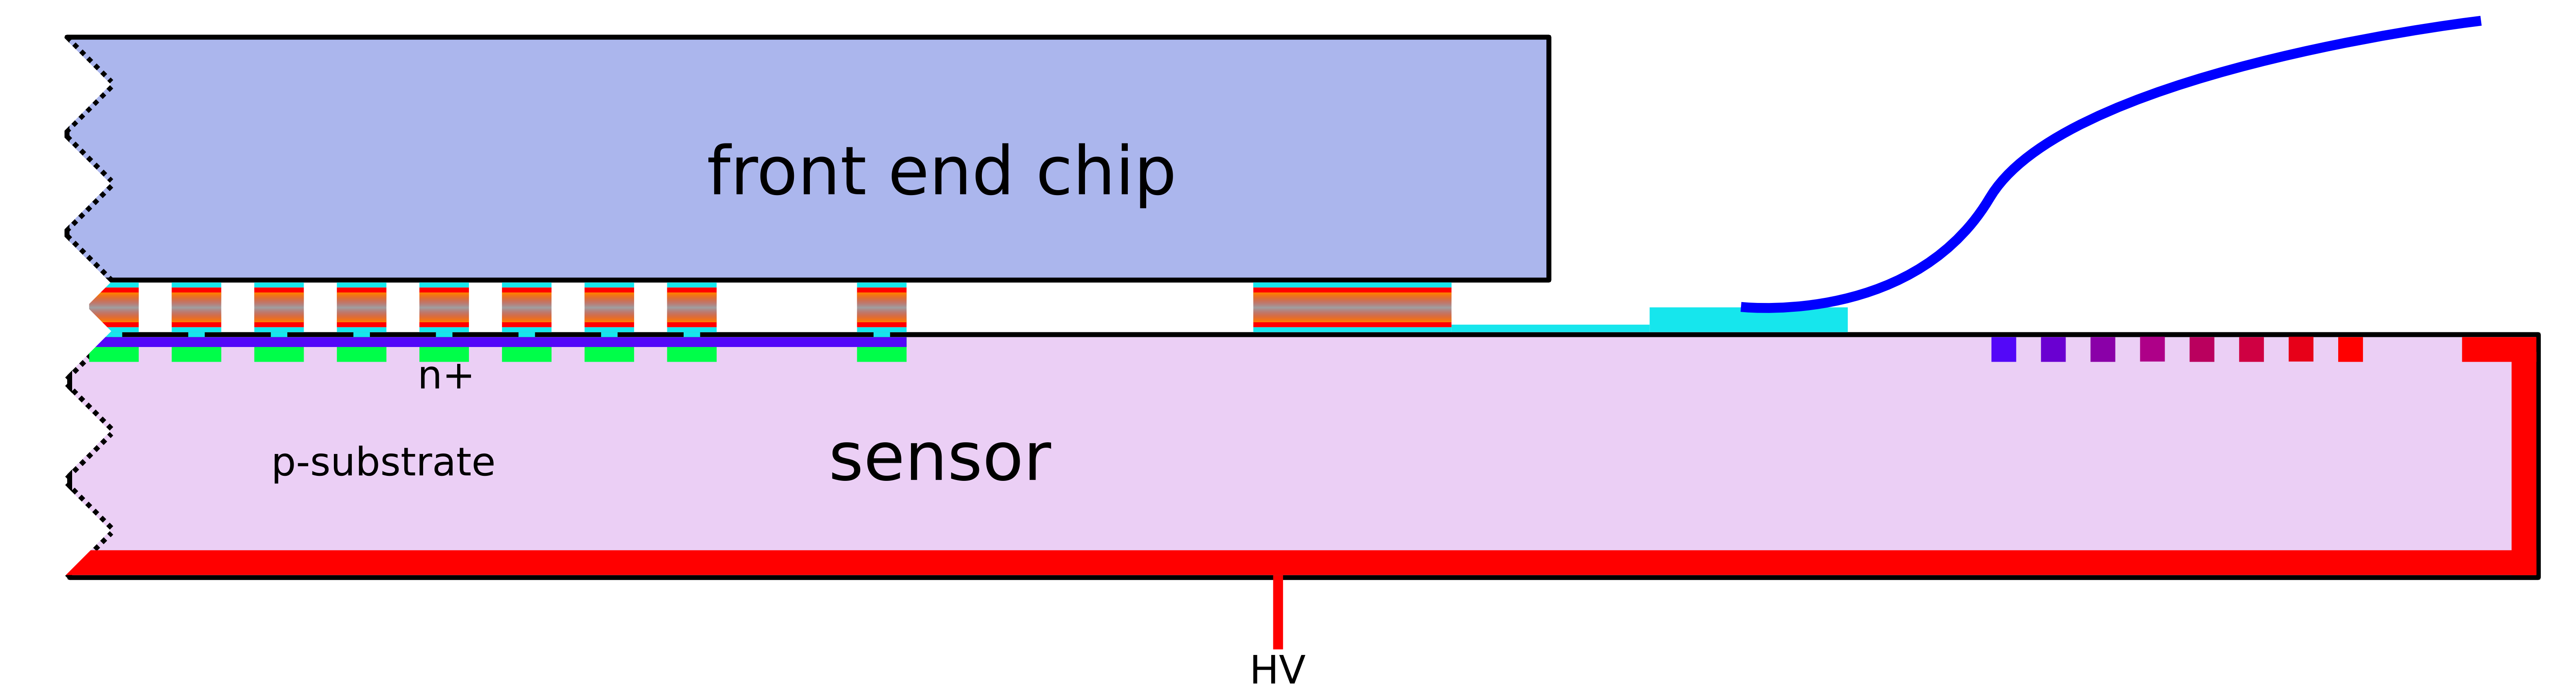 front end chip
n+
p-substrate
sensor
HV